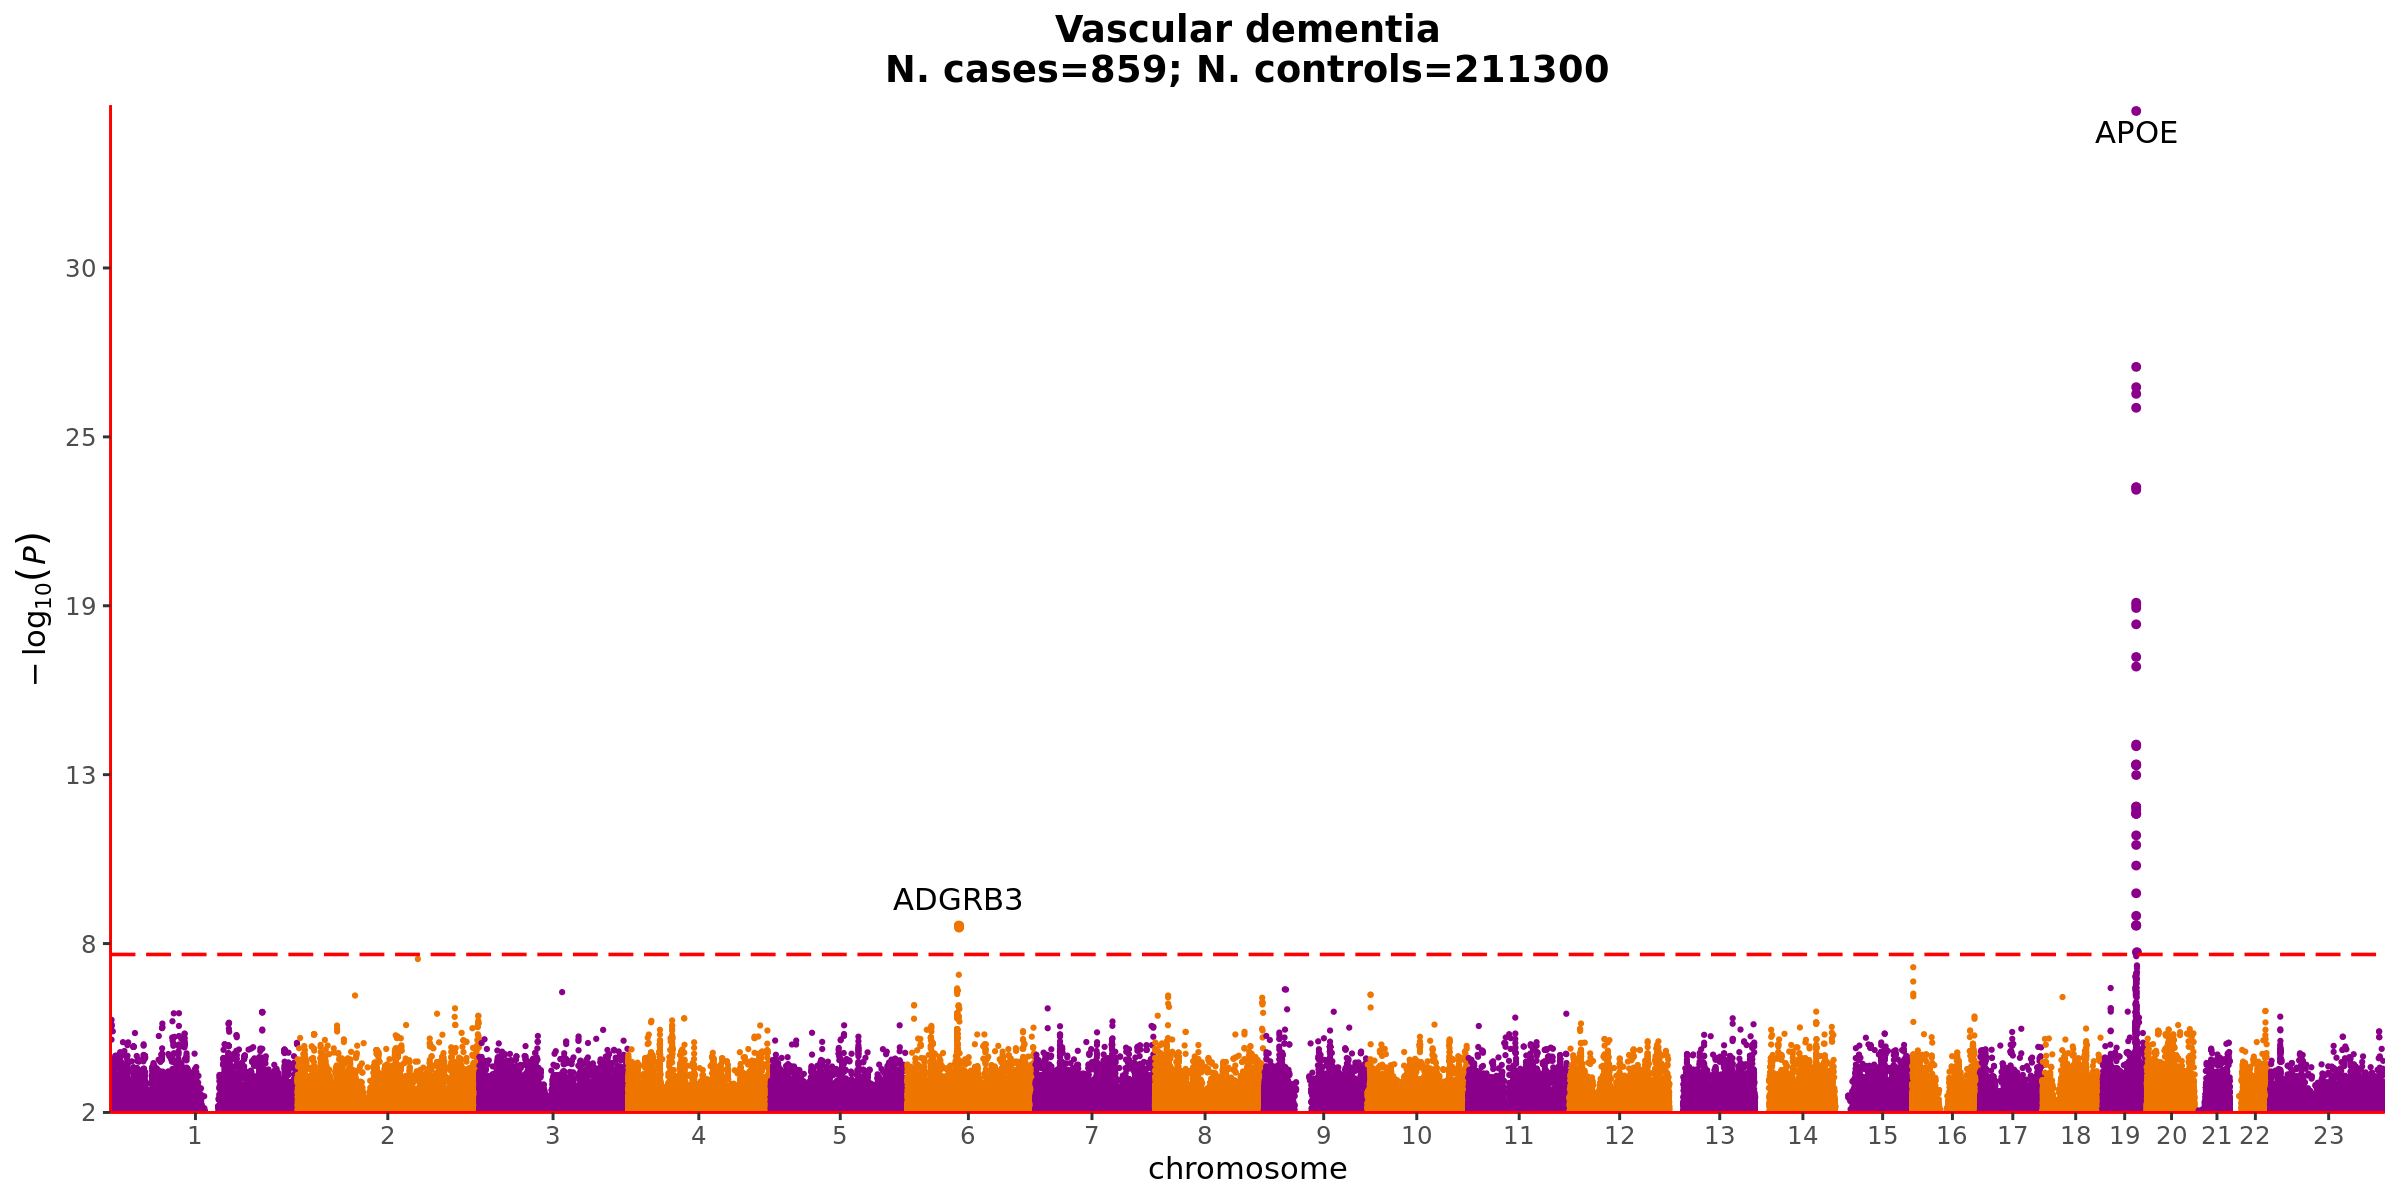 Vascular dementia
N. cases=859; N. controls=211300
APOE
ADGRB3
− log10(P)
30
25
19
13
8
2
1 2 3 4 5 6 7 8 9 10 11 12 13 14 15 16 17 18 19 20 21 22 23
chromosome